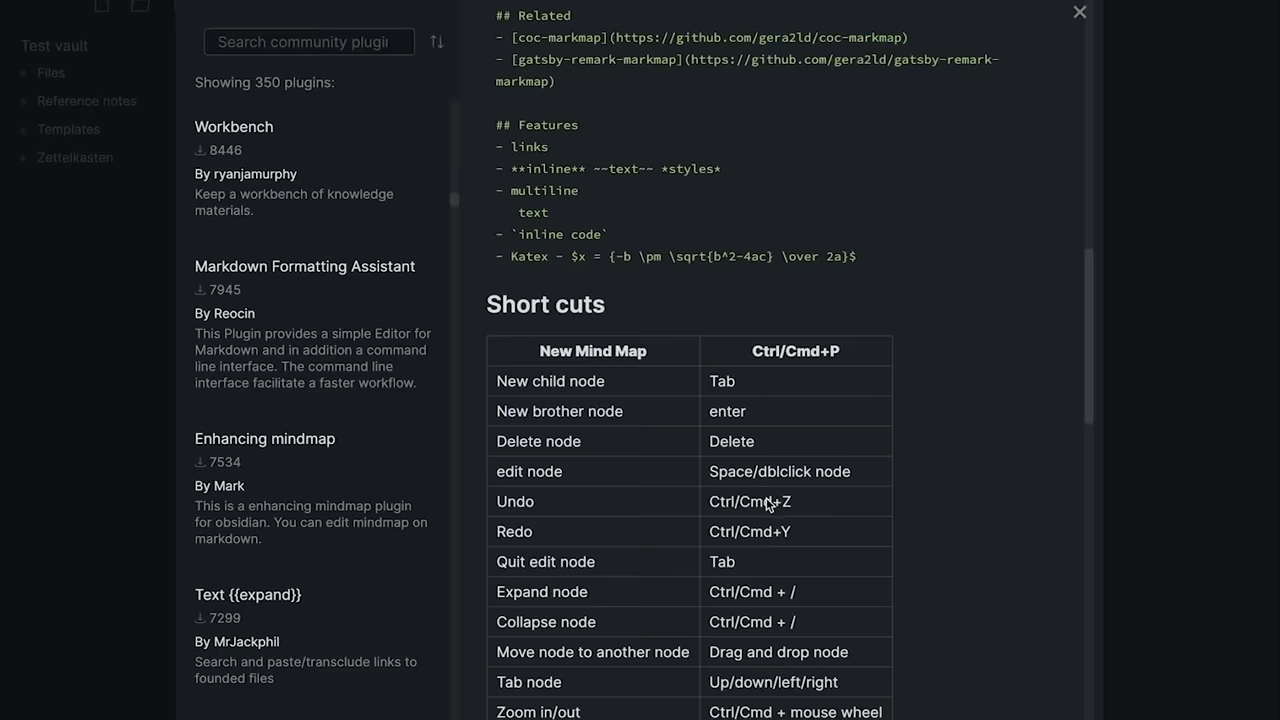 Test vault
Files
Reference notes
Templates
Zettelkasten
Search community plugin
Showing 350 plugins:
Workbench
8446
By ryanjamurphy
Keep a workbench of knowledge
materials.
Markdown Formatting Assistant
7945
By Reocin
This Plugin provides a simple Editor for
Markdown and in addition a command
line interface. The command line
interface facilitate a faster workflow.
Enhancing mindmap
7534
By Mark
This is a enhancing mindmap plugin
for obsidian. You can edit mindmap on
markdown.
Text {{expand}}
7299
By MrJackphil
Search and paste/transclude links to
founded files
## Related
- [coc-markmap](https://github.com/gera2ld/coc-markmap)
- [gatsby-remark-markmap](https://github.com/gera2ld/gatsby-remark-
markmap)
## Features
- links
- **inline** ~~text~~ *styles*
- multiline
text
- `inline code`
- Katex - $x = {-b \pm \sqrt{b^2-4ac} \over 2a}$
Short cuts
New Mind Map Ctrl/Cmd+P
New child node Tab
New brother node enter
Delete node Delete
edit node Space/dblclick node
Undo Ctrl/Cmd+Z
Redo Ctrl/Cmd+Y
Quit edit node Tab
Expand node Ctrl/Cmd + /
Collapse node Ctrl/Cmd + /
Move node to another node Drag and drop node
Tab node Up/down/left/right
Zoom in/out Ctrl/Cmd + mouse wheel